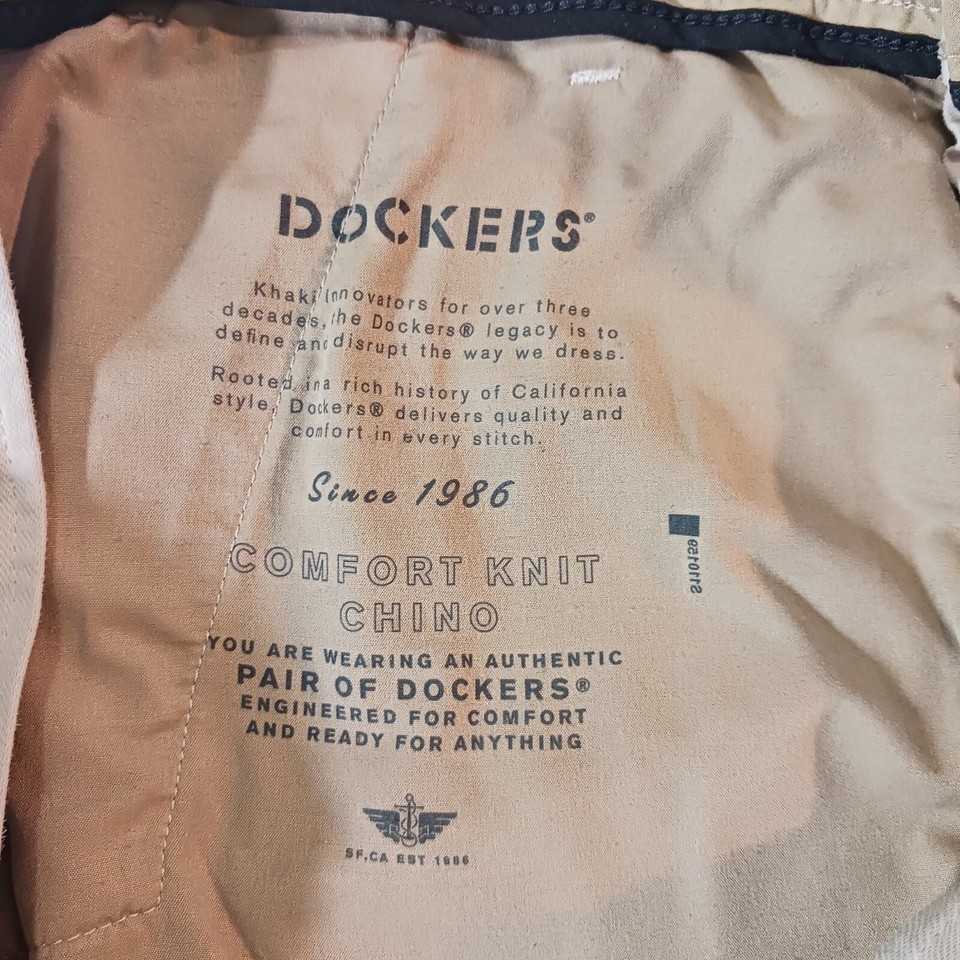 DOCKERS®
Khaki innovators for over three
decades, the Dockers® legacy is to
define and disrupt the way we dress.
Rooted in a rich history of California
style, Dockers® delivers quality and
comfort in every stitch.
Since 1986
COMFORT KNIT
CHINO
YOU ARE WEARING AN AUTHENTIC
PAIR OF DOCKERS®
ENGINEERED FOR COMFORT
AND READY FOR ANYTHING
SF,CA EST 1986
S110159